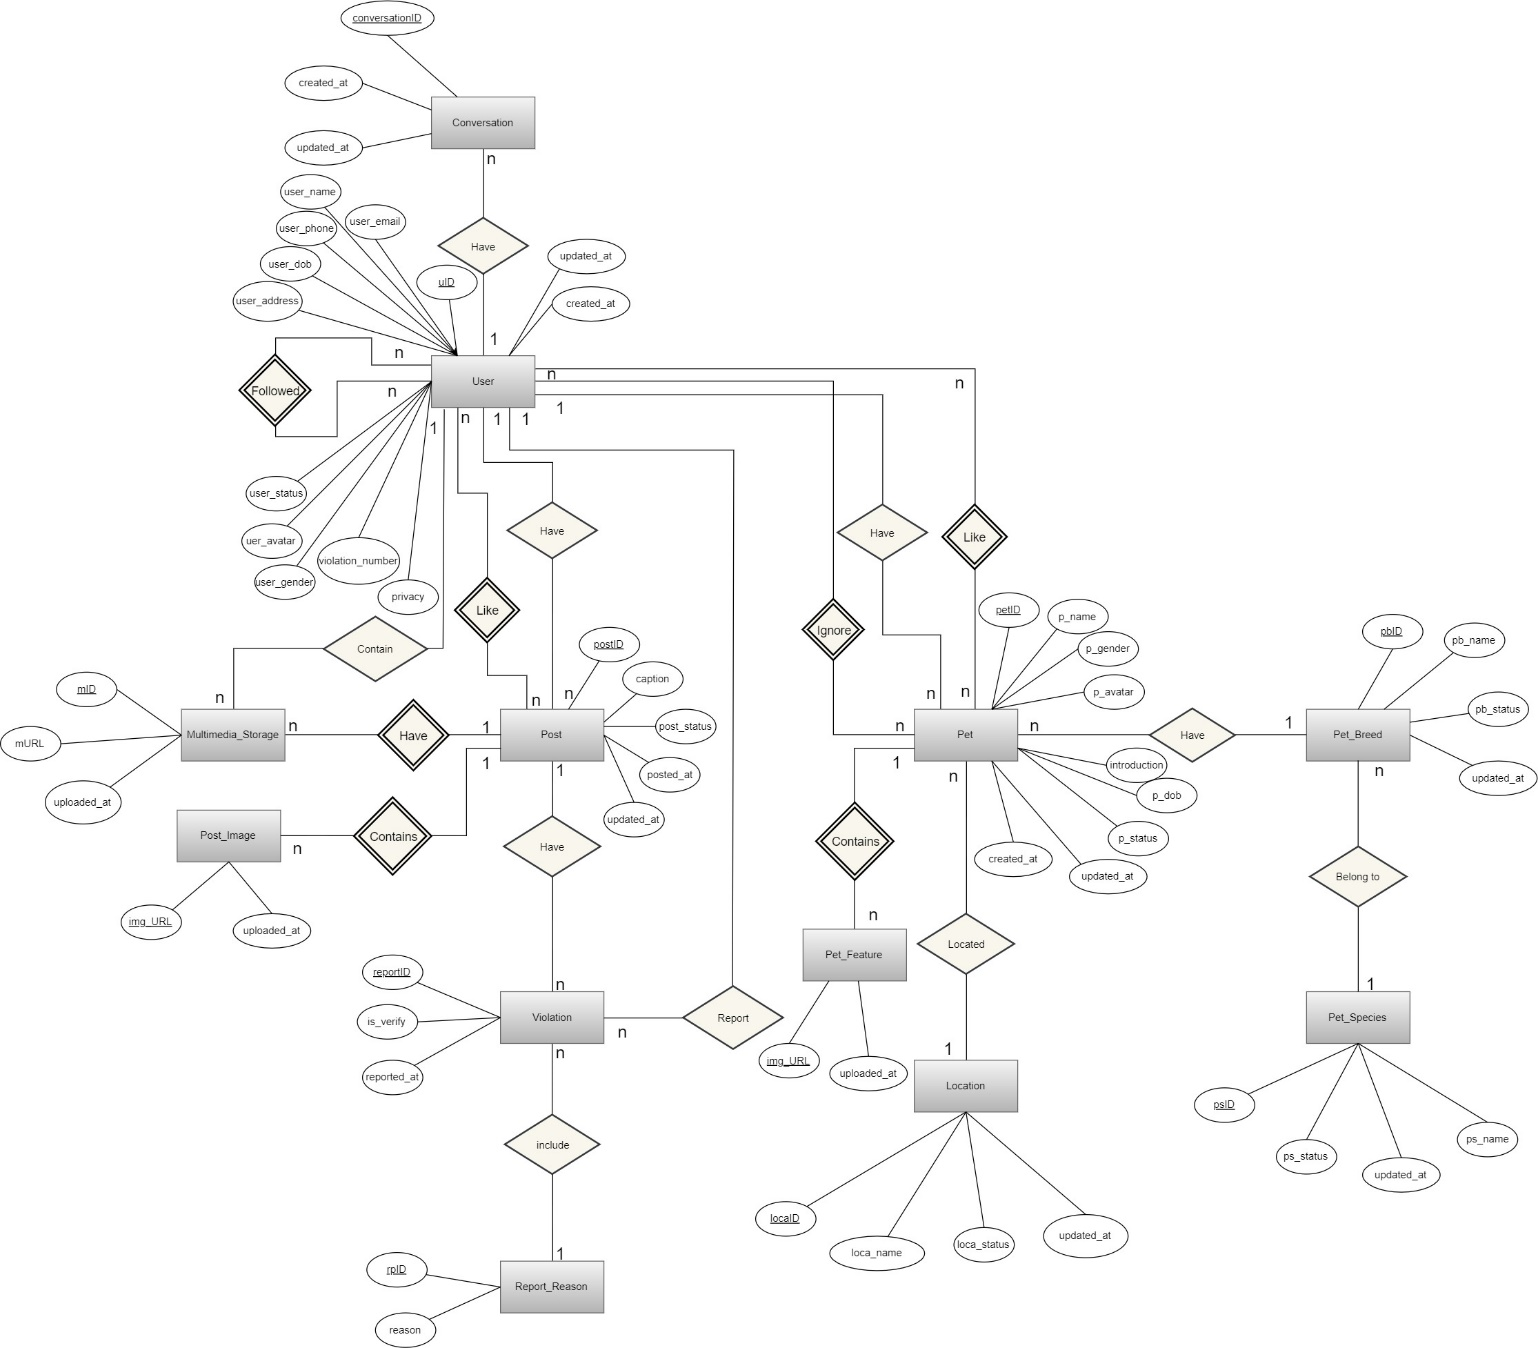 conversationID
created_at
Conversation
updated_at
n
user_name
user_email
user_phone
Have
updated_at
user_dob
uID
user_address
created_at
1
n
Followed
n
User
n
n
1
1
n
1
1
user_status
uer_avatar
violation_number
user_gender
privacy
Have
Have
Like
Like
Ignore
Contain
postID
caption
post_status
posted_at
updated_at
petID
p_name
p_gender
p_avatar
pbID
pb_name
pb_status
updated_at
mID
mURL
uploaded_at
n
Multimedia_Storage
n
Have
1
n
n
Post
1
1
n
n
n
Pet
n
Have
1
Pet_Breed
n
1
introduction
p_dob
p_status
updated_at
created_at
n
Post_Image
n
Contains
Have
Contains
Belong to
img_URL
uploaded_at
n
Pet_Feature
Located
img_URL
uploaded_at
reportID
is_verify
reported_at
n
Violation
n
n
Report
1
Location
1
Pet_Species
psID
ps_status
updated_at
ps_name
include
locaID
loca_name
loca_status
updated_at
1
rpID
reason
Report_Reason